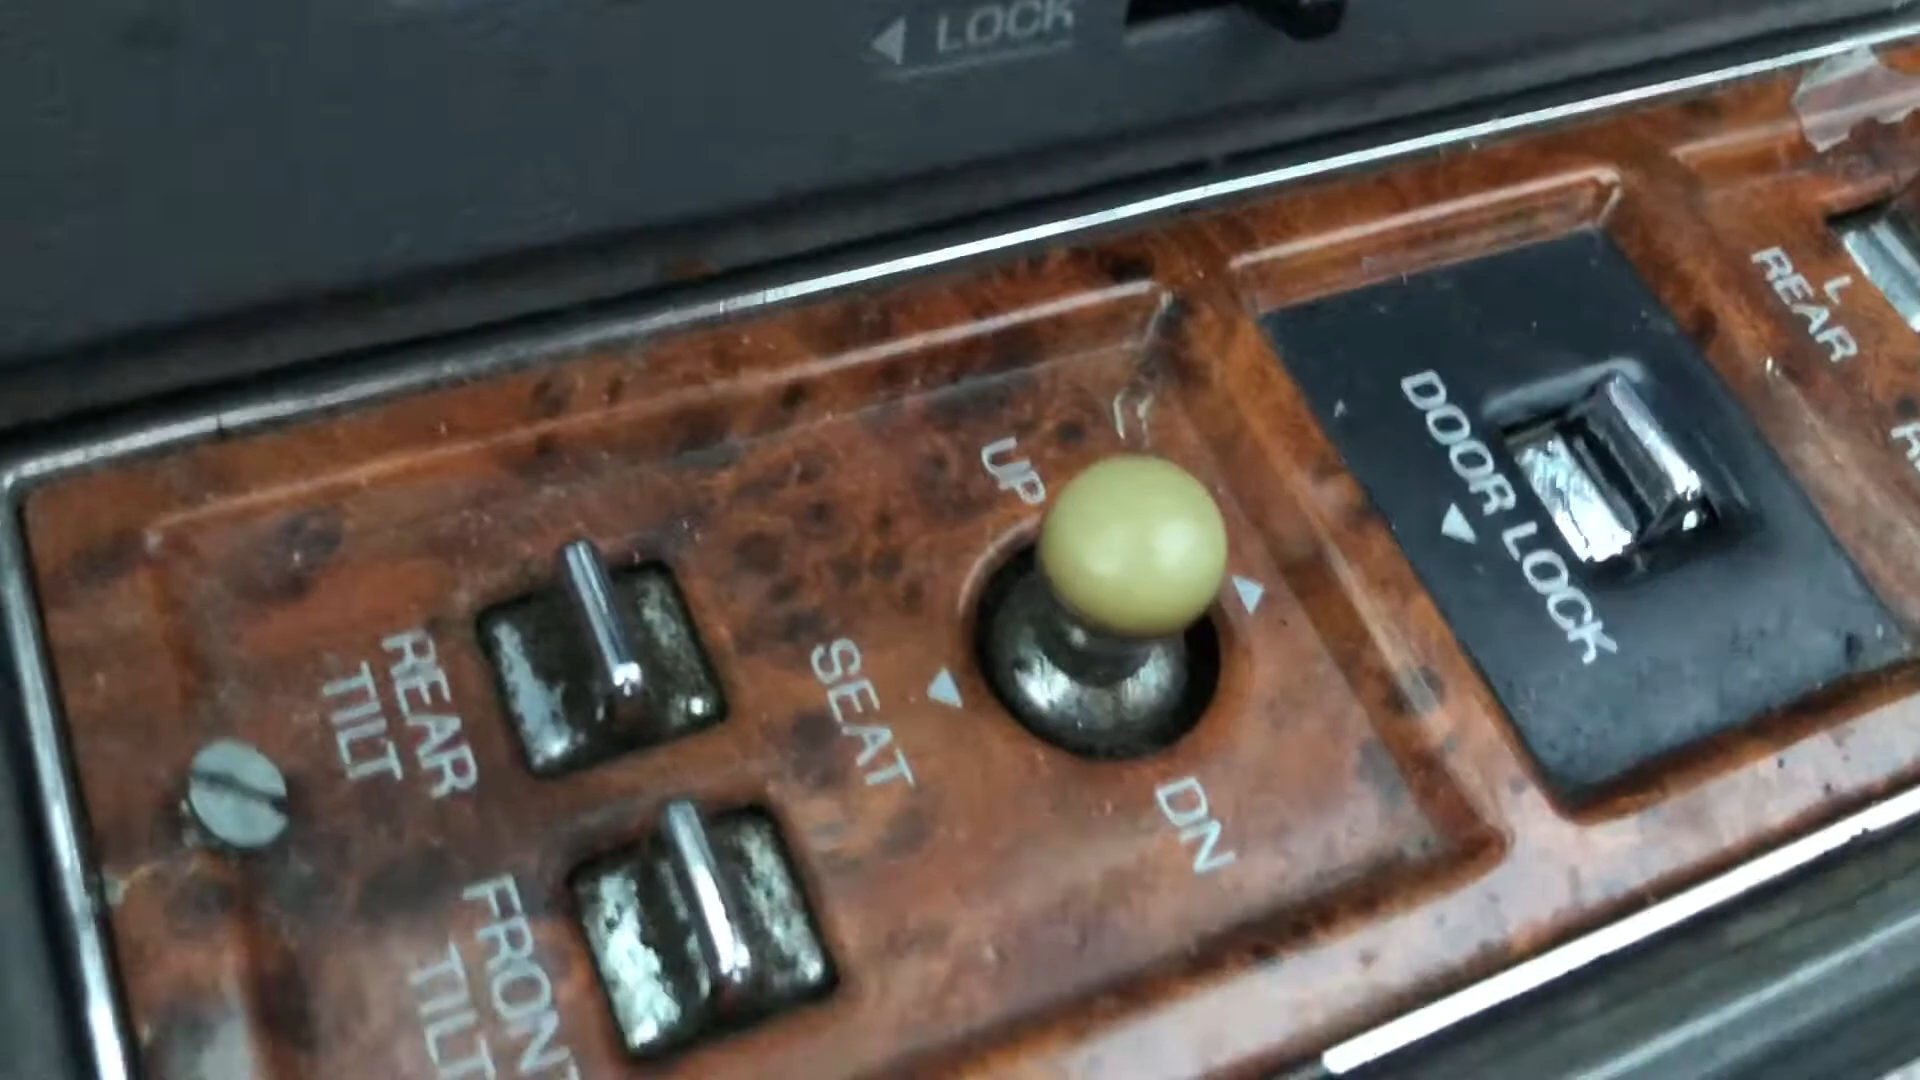 LOCK
UP
SEAT
DN
REAR
TILT
FRONT
TILT
DOOR LOCK
L
REAR